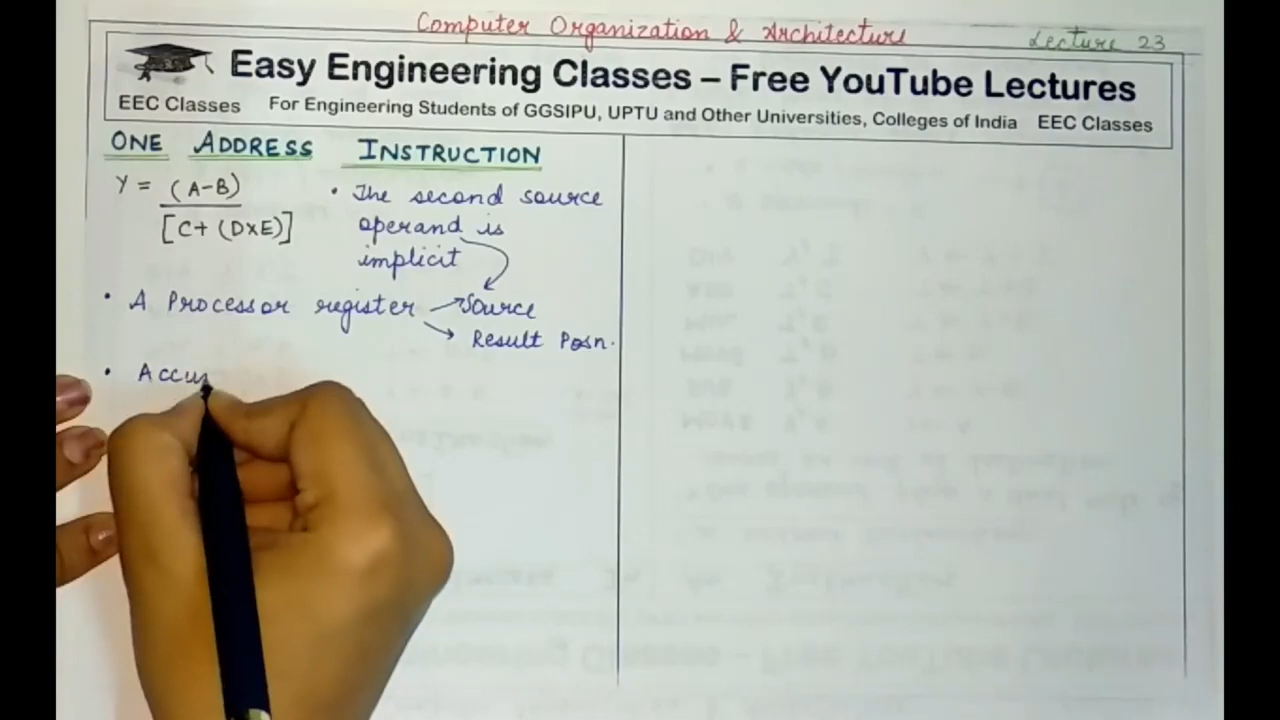 Computer Organization & Architecture
Lecture 23
Easy Engineering Classes – Free YouTube Lectures
EEC Classes For Engineering Students of GGSIPU, UPTU and Other Universities, Colleges of India EEC Classes
ONE ADDRESS INSTRUCTION
Y = (A-B)
[C+ (D×E)]
• The second source
operand is
implicit
• A Processor register → Source
→ Result Posn.
• Accu